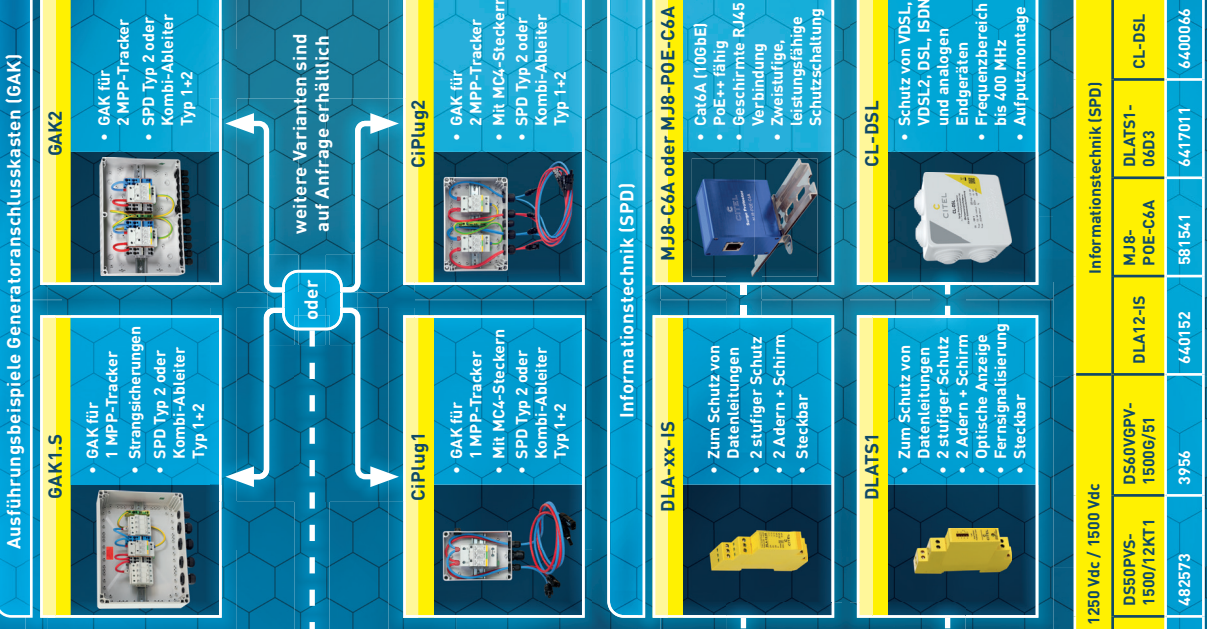 Ausführungsbeispiele Generatoranschlusskasten (GAK)
GAK1.S
• GAK für
1 MPP-Tracker
• Strangsicherungen
• SPD Typ 2 oder
Kombi-Ableiter
Typ 1+2
GAK2
• GAK für
2 MPP-Tracker
• SPD Typ 2 oder
Kombi-Ableiter
Typ 1+2
oder
weitere Varianten sind
auf Anfrage erhältlich
CiPlug1
• GAK für
1 MPP-Tracker
• Mit MC4-Steckern
• SPD Typ 2 oder
Kombi-Ableiter
Typ 1+2
CiPlug2
• GAK für
2 MPP-Tracker
• Mit MC4-Steckern
• SPD Typ 2 oder
Kombi-Ableiter
Typ 1+2
Informationstechnik (SPD)
DLA-xx-IS
• Zum Schutz von
Datenleitungen
• 2 stufiger Schutz
• 2 Adern + Schirm
• Steckbar
MJ8-C6A oder MJ8-POE-C6A
• Cat6A (10GbE)
• PoE++ fähig
• Geschirmte RJ45
Verbindung
• Zweistufige,
leistungsfähige
Schutzschaltung
CITEL
DLATS1
• Zum Schutz von
Datenleitungen
• 2 stufiger Schutz
• 2 Adern + Schirm
• Optische Anzeige
• Fernsignalisierung
• Steckbar
CL-DSL
• Schutz von VDSL,
VDSL2, DSL, ISDN
und analogen
Endgeräten
• Frequenzbereich
bis 400 MHz
• Aufputzmontage
CITEL
CL-DSL
1250 Vdc / 1500 Vdc
Informationstechnik (SPD)
DS50PVS-
1500/12KT1
DS60VGPV-
1500G/51
DLA12-IS
MJ8-
POE-C6A
DLATS1-
06D3
CL-DSL
482573
3956
640152
581541
6417011
6400066